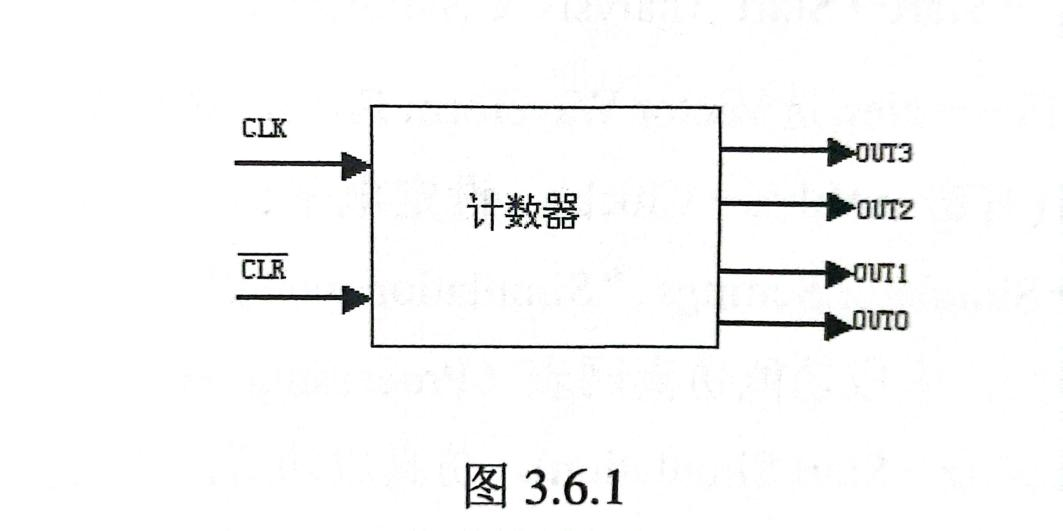 CLK
OUT3
计数器
OUT2
CLR
OUT1
OUT0
图 3.6.1